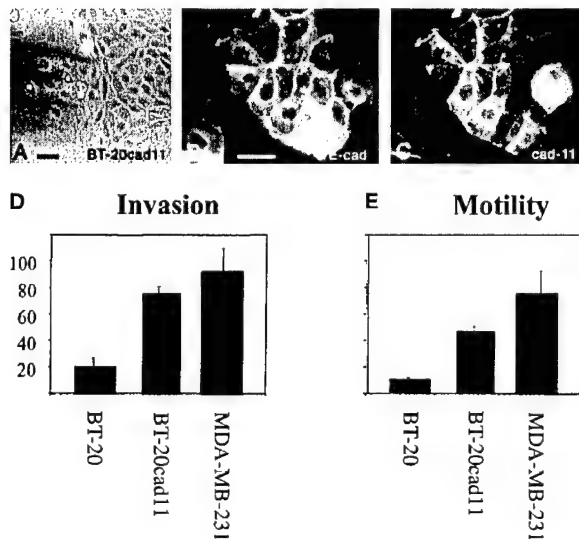 A BT-20cad11
B E-cad
C cad-11
D Invasion
E Motility
100
80
60
40
20
BT-20
BT-20cad11
MDA-MB-231
BT-20
BT-20cad11
MDA-MB-231